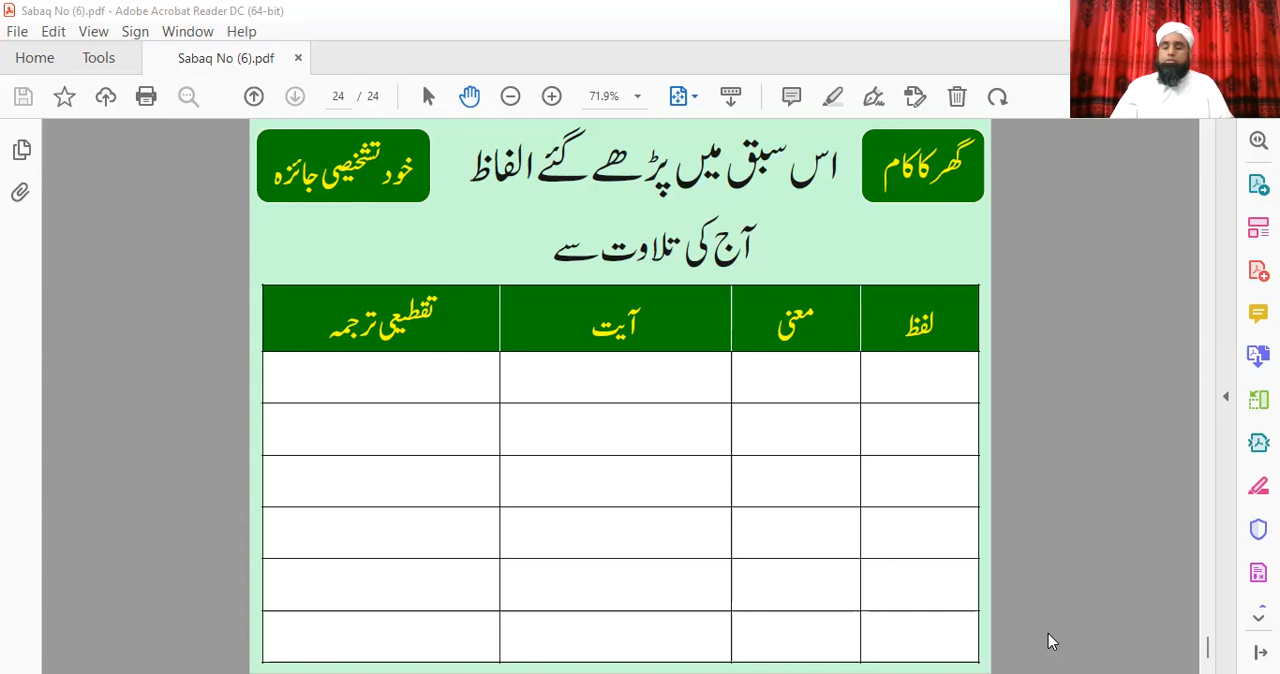 Sabaq No (6).pdf - Adobe Acrobat Reader DC (64-bit)
File Edit View Sign Window Help
Home Tools Sabaq No (6).pdf ×
24 / 24 71.9%
گھر کا کام اس سبق میں پڑھے گئے الفاظ خود تشخیصی جائزہ
آج کی تلاوت سے
لفظ معنی آیت تقطیعی ترجمہ